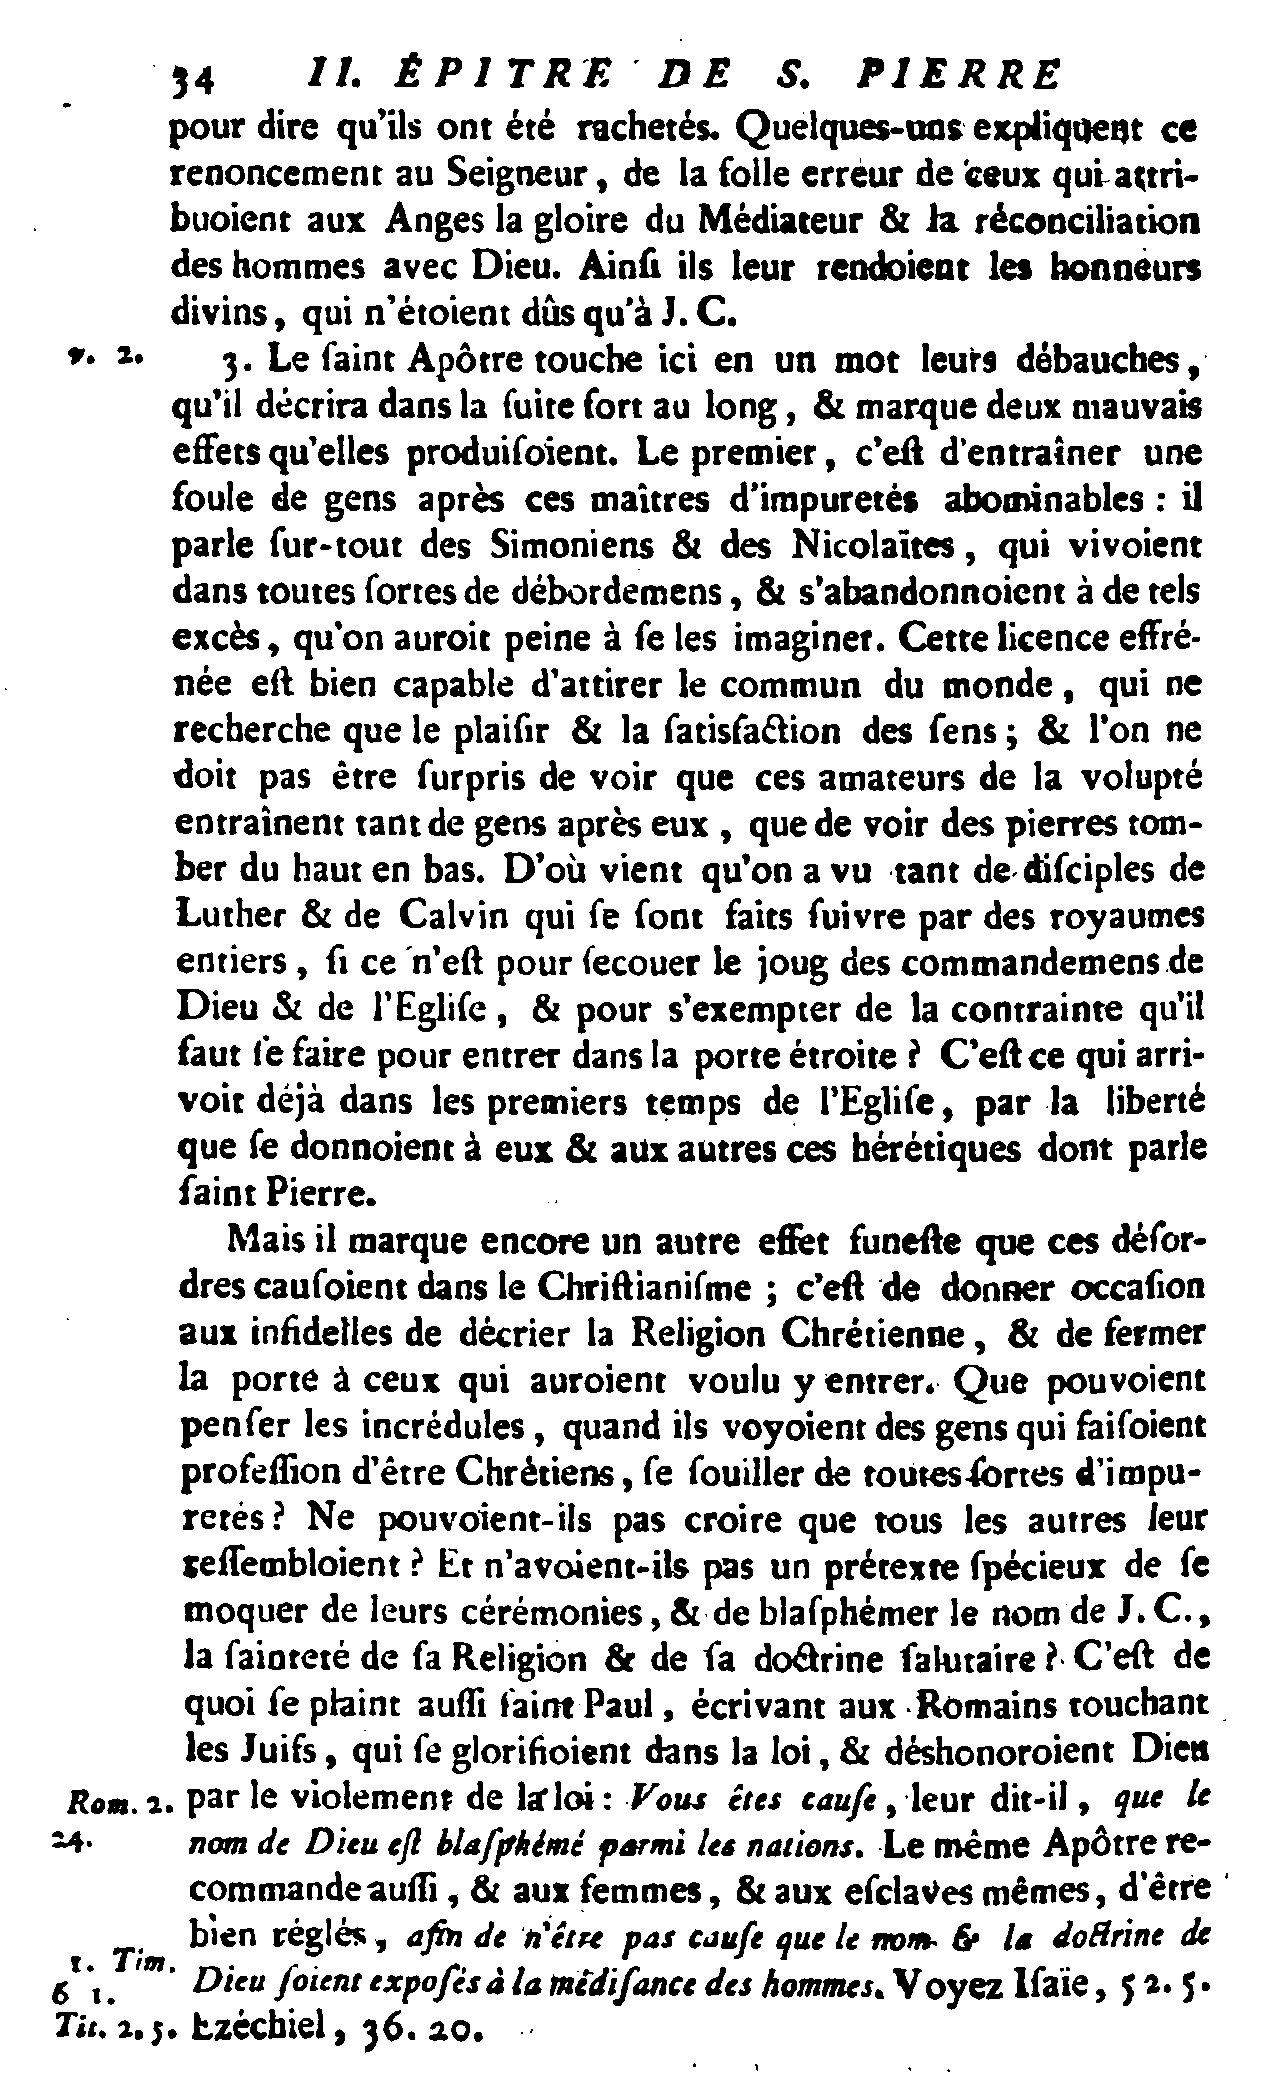 34 II. ÉPITRE DE S. PIERRE
pour dire qu'ils ont été rachetés. Quelques-uns expliquent ce
renoncement au Seigneur, de la folle erreur de ceux qui attri-
buoient aux Anges la gloire du Médiateur & la réconciliation
des hommes avec Dieu. Ainſi ils leur rendoient les honneurs
divins, qui n'étoient dûs qu'à J. C.
v. 2. 3. Le ſaint Apôtre touche ici en un mot leurs débauches,
qu'il décrira dans la ſuite fort au long, & marque deux mauvais
effets qu'elles produiſoient. Le premier, c'eſt d'entraîner une
foule de gens après ces maîtres d'impuretés abominables : il
parle ſur-tout des Simoniens & des Nicolaïtes, qui vivoient
dans toutes ſortes de débordemens, & s'abandonnoient à de tels
excès, qu'on auroit peine à ſe les imaginer. Cette licence effré-
née eſt bien capable d'attirer le commun du monde, qui ne
recherche que le plaiſir & la ſatisfaction des ſens; & l'on ne
doit pas être ſurpris de voir que ces amateurs de la volupté
entraînent tant de gens après eux, que de voir des pierres tom-
ber du haut en bas. D'où vient qu'on a vu tant de diſciples de
Luther & de Calvin qui ſe ſont faits ſuivre par des royaumes
entiers, ſi ce n'eſt pour ſecouer le joug des commandemens de
Dieu & de l'Egliſe, & pour s'exempter de la contrainte qu'il
faut ſe faire pour entrer dans la porte étroite ? C'eſt ce qui arri-
voit déjà dans les premiers temps de l'Egliſe, par la liberté
que ſe donnoient à eux & aux autres ces hérétiques dont parle
ſaint Pierre.
Mais il marque encore un autre effet funeſte que ces déſor-
dres cauſoient dans le Chriſtianiſme ; c'eſt de donner occaſion
aux infidelles de décrier la Religion Chrétienne, & de fermer
la porte à ceux qui auroient voulu y entrer. Que pouvoient
penſer les incrédules, quand ils voyoient des gens qui faiſoient
profeſſion d'être Chrétiens, ſe ſouiller de toutes ſortes d'impu-
retés ? Ne pouvoient-ils pas croire que tous les autres leur
reſſembloient ? Et n'avoient-ils pas un prétexte ſpécieux de ſe
moquer de leurs cérémonies, & de blaſphémer le nom de J. C.,
la ſainteté de ſa Religion & de ſa doctrine ſalutaire ? C'eſt de
quoi ſe plaint auſſi ſaint Paul, écrivant aux Romains touchant
les Juifs, qui ſe glorifioient dans la loi, & déshonoroient Dieu
Rom. 2. par le violement de la loi : Vous êtes cauſe, leur dit-il, que le
24. nom de Dieu eſt blaſphémé parmi les nations. Le même Apôtre re-
commande auſſi, & aux femmes, & aux eſclaves mêmes, d'être
bien réglés, afin de n'être pas cauſe que le nom & la doctrine de
1. Tim.
6 1. Dieu ſoient expoſés à la médiſance des hommes. Voyez Iſaïe, 52. 5.
Tit. 2. 5. Ezéchiel, 36. 20.